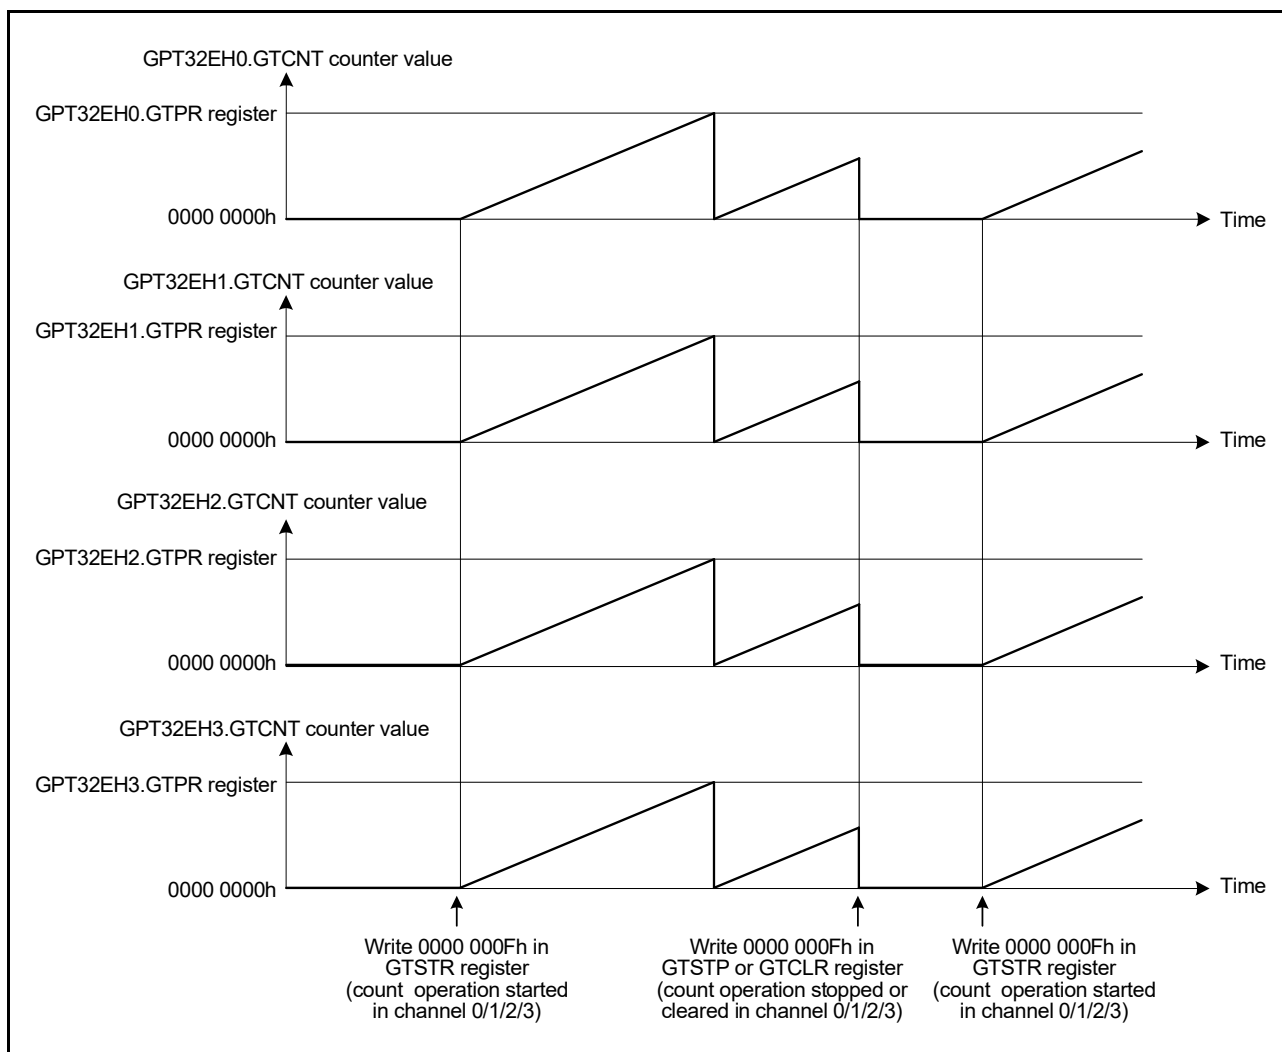 GPT32EH0.GTCNT counter value
GPT32EH0.GTPR register
0000 0000h
Time
GPT32EH1.GTCNT counter value
GPT32EH1.GTPR register
0000 0000h
Time
GPT32EH2.GTCNT counter value
GPT32EH2.GTPR register
0000 0000h
Time
GPT32EH3.GTCNT counter value
GPT32EH3.GTPR register
0000 0000h
Time
Write 0000 000Fh in
GTSTR register
(count operation started
in channel 0/1/2/3)
Write 0000 000Fh in
GTSTP or GTCLR register
(count operation stopped or
cleared in channel 0/1/2/3)
Write 0000 000Fh in
GTSTR register
(count operation started
in channel 0/1/2/3)